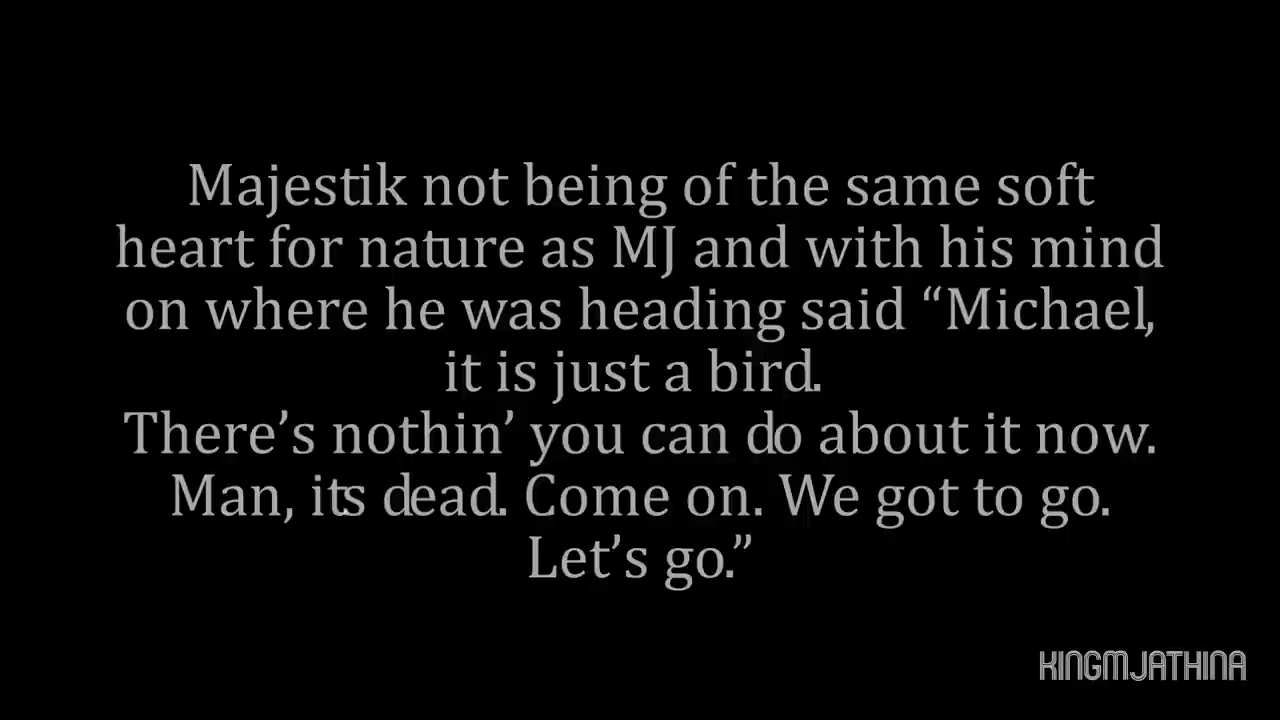 Majestik not being of the same soft
heart for nature as MJ and with his mind
on where he was heading said “Michael,
it is just a bird.
There’s nothin’ you can do about it now.
Man, its dead. Come on. We got to go.
Let’s go.”
KINGMJATHINA